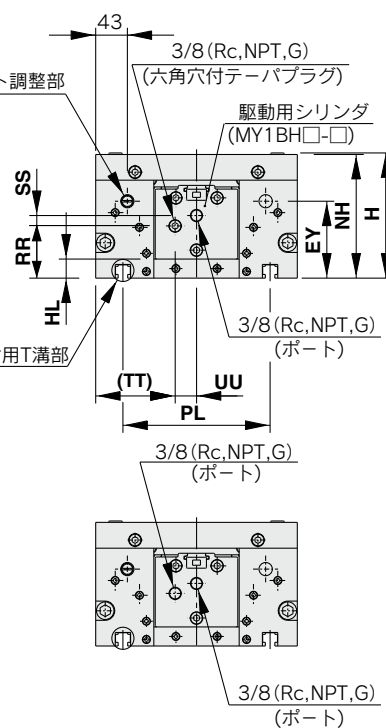 43
3/8(Rc,NPT,G)
(六角穴付テーパプラグ)
ト調整部
駆動用シリンダ
(MY1BH□-□)
SS
RR
HL
EY
NH
H
3/8(Rc,NPT,G)
(ポート)
用T溝部
(TT)
UU
PL
3/8(Rc,NPT,G)
(ポート)
3/8(Rc,NPT,G)
(ポート)